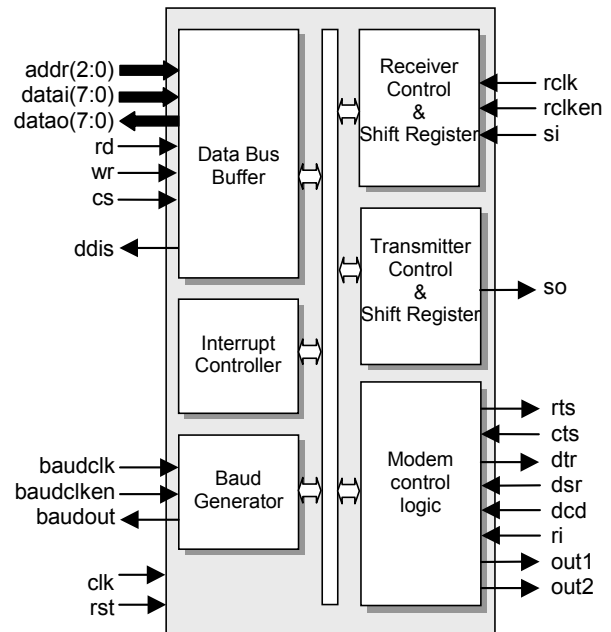 addr(2:0)
datai(7:0)
datao(7:0)
rd
wr
cs
ddis
Data Bus
Buffer
Interrupt
Controller
baudclk
baudclken
baudout
Baud
Generator
clk
rst
Receiver
Control
&
Shift Register
rclk
rclken
si
Transmitter
Control
&
Shift Register
so
Modem
control
logic
rts
cts
dtr
dsr
dcd
ri
out1
out2